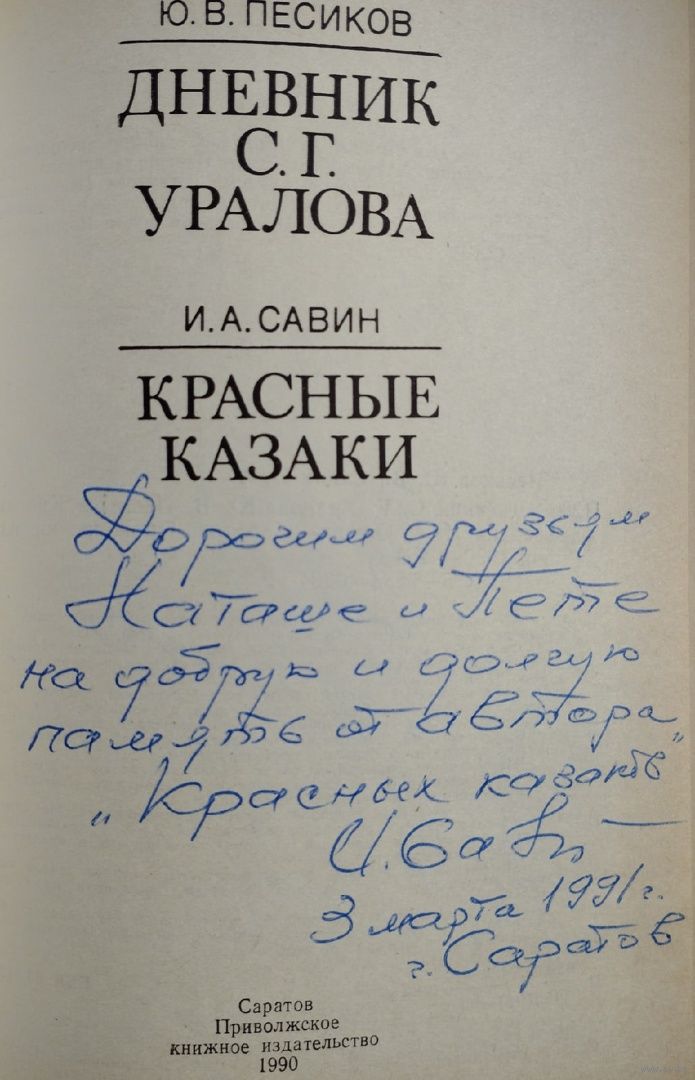 Ю. В. ПЕСИКОВ
ДНЕВНИК
С. Г.
УРАЛОВА
И. А. САВИН
КРАСНЫЕ
КАЗАКИ
Дорогим друзьям
Наташе и Пете
на добрую и долгую
память от автора
„Красных казаков"
И. Савин
3 марта 1991 г.
г. Саратов
Саратов
Приволжское
книжное издательство
1990